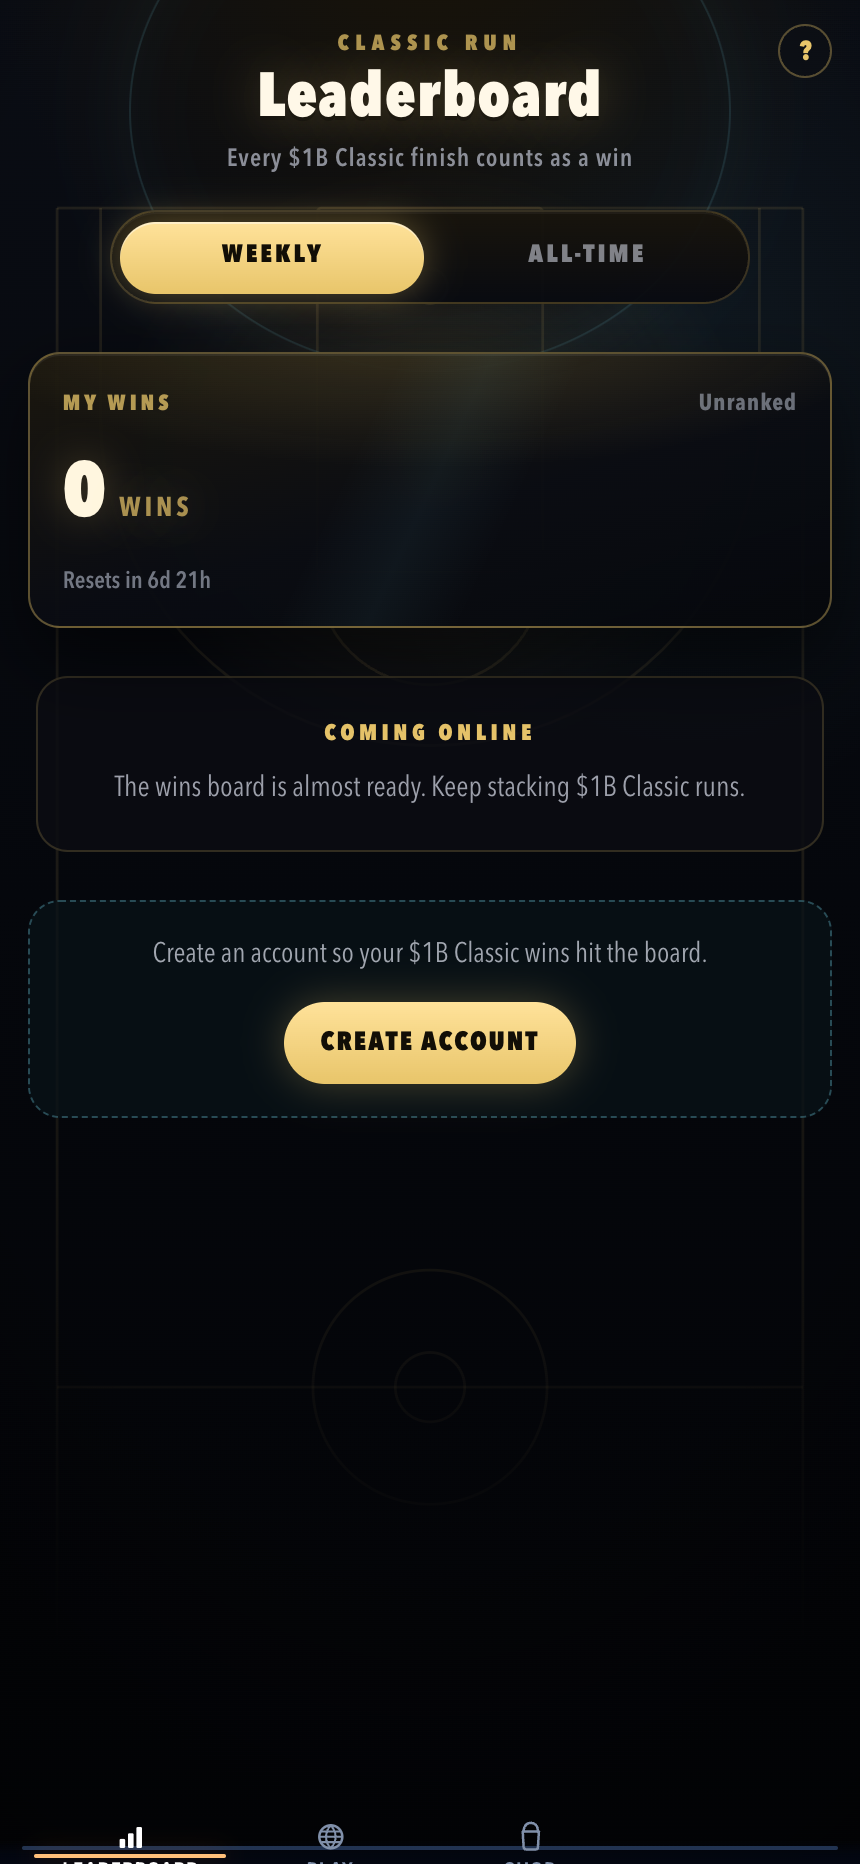 CLASSIC RUN
?
Leaderboard
Every $1B Classic finish counts as a win
WEEKLY
ALL-TIME
MY WINS
Unranked
0 WINS
Resets in 6d 21h
COMING ONLINE
The wins board is almost ready. Keep stacking $1B Classic runs.
Create an account so your $1B Classic wins hit the board.
CREATE ACCOUNT